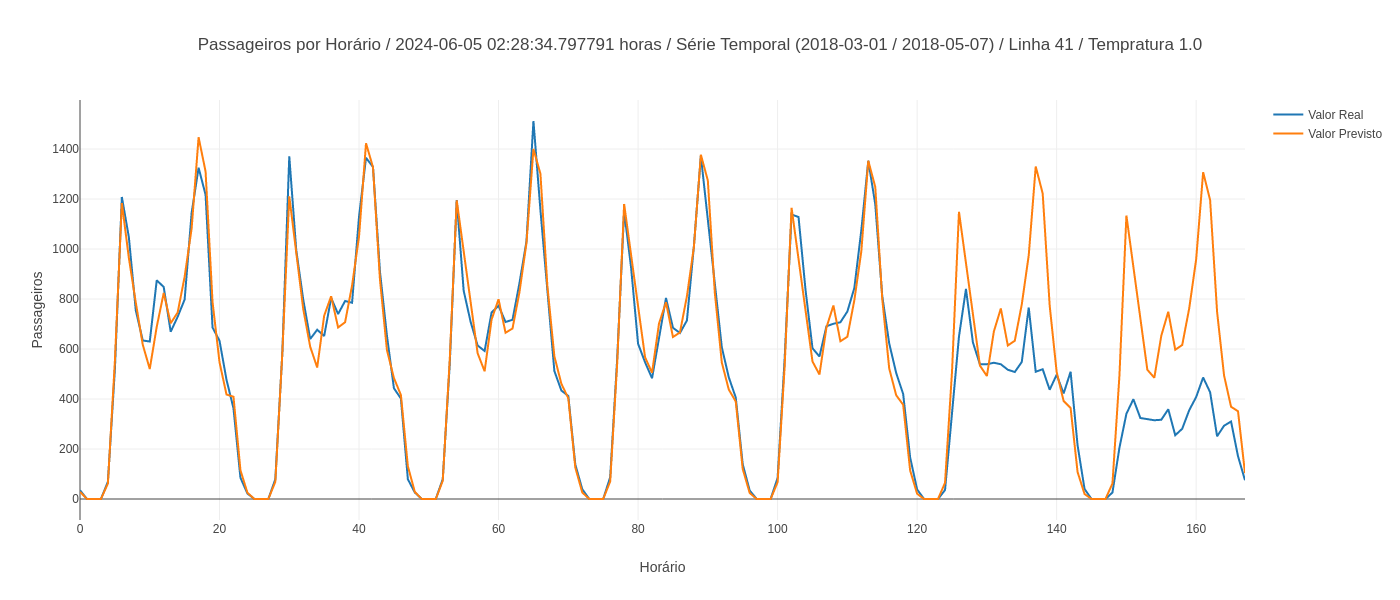 Passageiros por Horário / 2024-06-05 02:28:34.797791 horas / Série Temporal (2018-03-01 / 2018-05-07) / Linha 41 / Tempratura 1.0
Valor Real
Valor Previsto
Passageiros
1400
1200
1000
800
600
400
200
0
0 20 40 60 80 100 120 140 160
Horário